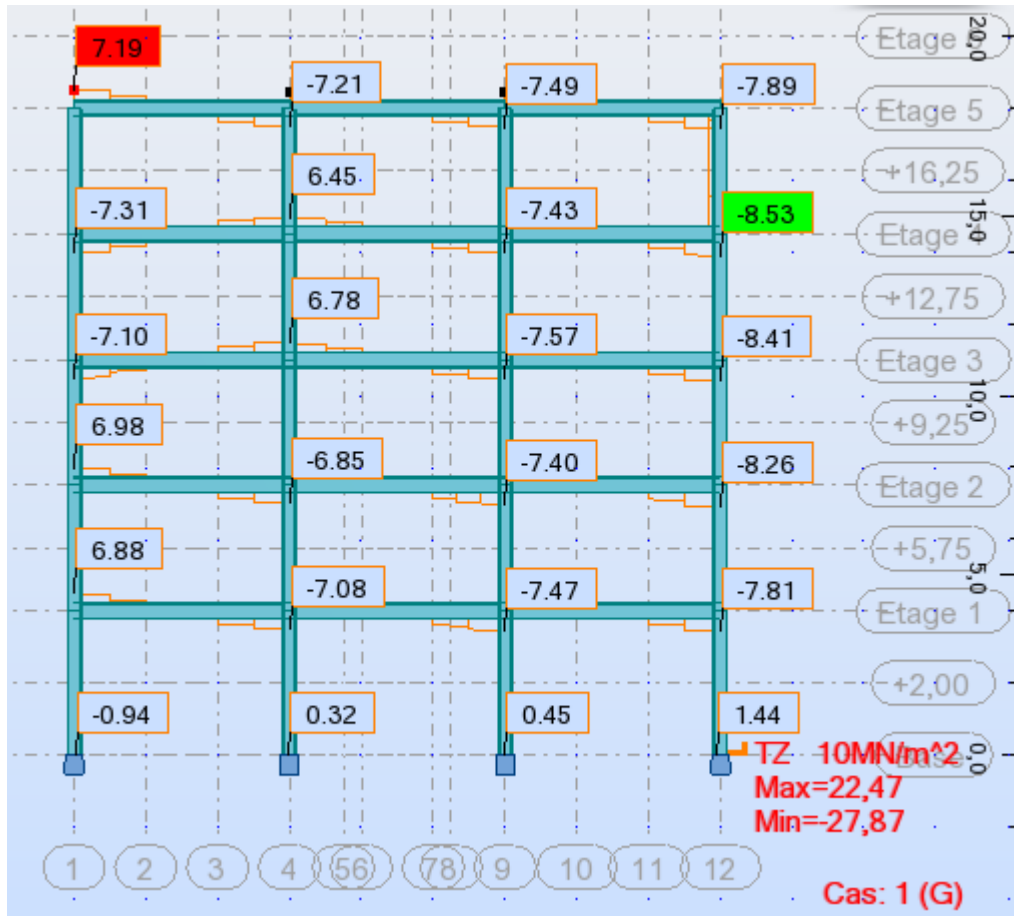 7.19
-7.21
-7.49
-7.89
Etage 5
20,0
Etage 5
6.45
+16,25
-7.31
-7.43
-8.53
Etage 4
15,0
6.78
+12,75
-7.10
-7.57
-8.41
Etage 3
6.98
+9,25
10,0
-6.85
-7.40
-8.26
Etage 2
6.88
+5,75
5,0
-7.08
-7.47
-7.81
Etage 1
+2,00
-0.94
0.32
0.45
1.44
TZ 10MN/m^2
Base
0,0
Max=22,47
Min=-27,87
1 2 3 4 5 6 7 8 9 10 11 12
Cas: 1 (G)